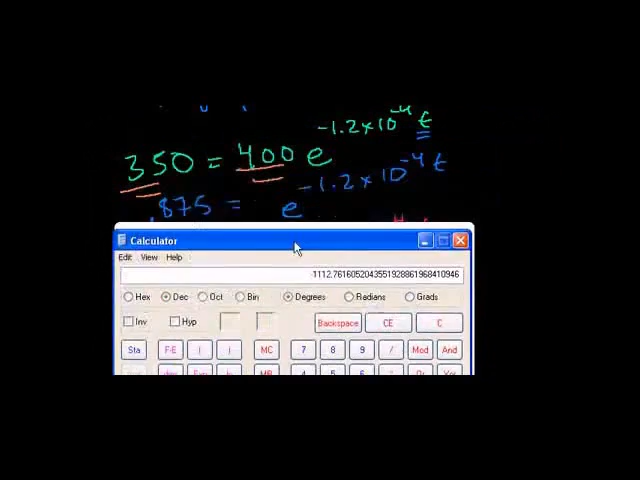 350 = 400 e^-1.2×10^-4 t
.875 = e^-1.2×10^-4 t
Calculator
Edit View Help
-1112.7616052043551928861968410946
Hex Dec Oct Bin Degrees Radians Grads
Inv Hyp Backspace CE C
Sta F-E ( ) MC 7 8 9 / Mod And